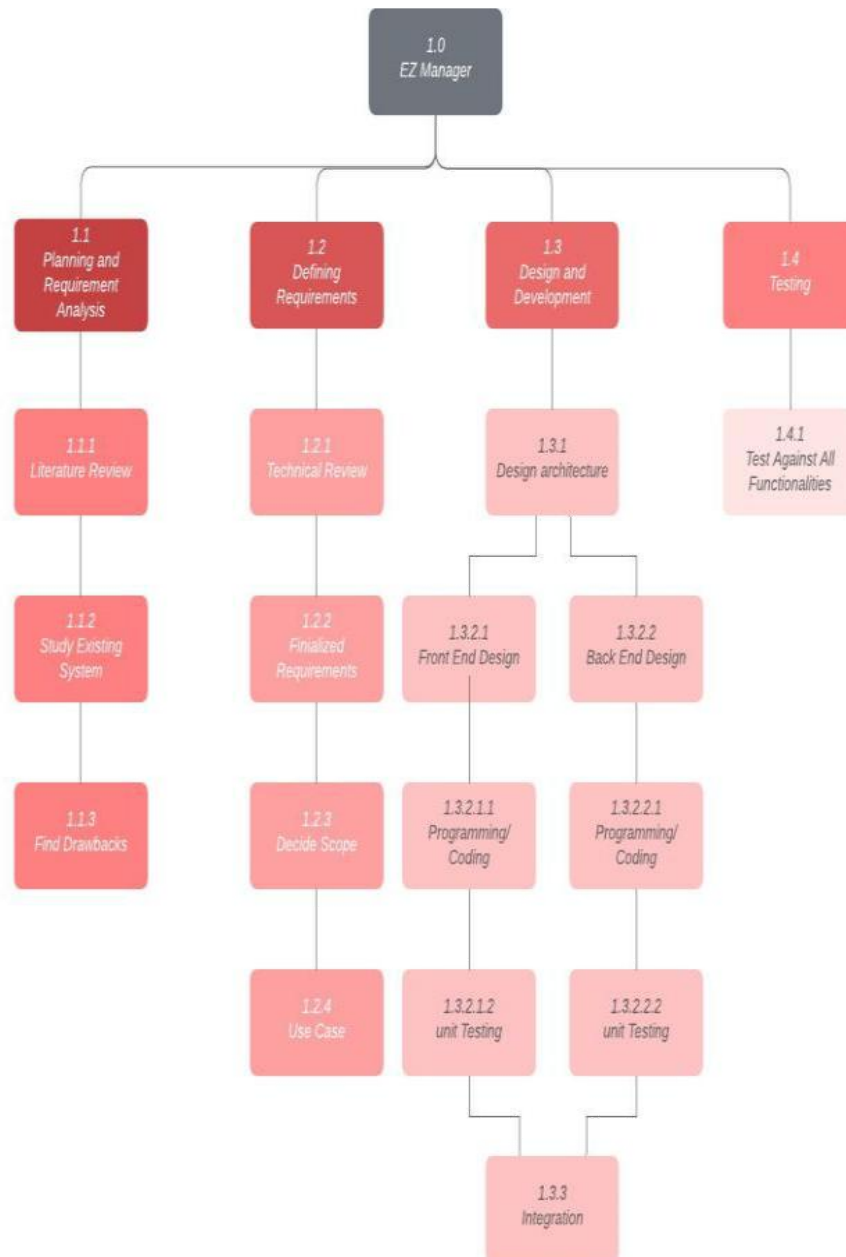 1.0
EZ Manager
1.1
Planning and
Requirement
Analysis
1.2
Defining
Requirements
1.3
Design and
Development
1.4
Testing
1.1.1
Literature Review
1.2.1
Technical Review
1.3.1
Design architecture
1.4.1
Test Against All
Functionalities
1.1.2
Study Existing
System
1.2.2
Finialized
Requirements
1.3.2.1
Front End Design
1.3.2.2
Back End Design
1.1.3
Find Drawbacks
1.2.3
Decide Scope
1.3.2.1.1
Programming/
Coding
1.3.2.2.1
Programming/
Coding
1.2.4
Use Case
1.3.2.1.2
unit Testing
1.3.2.2.2
unit Testing
1.3.3
Integration